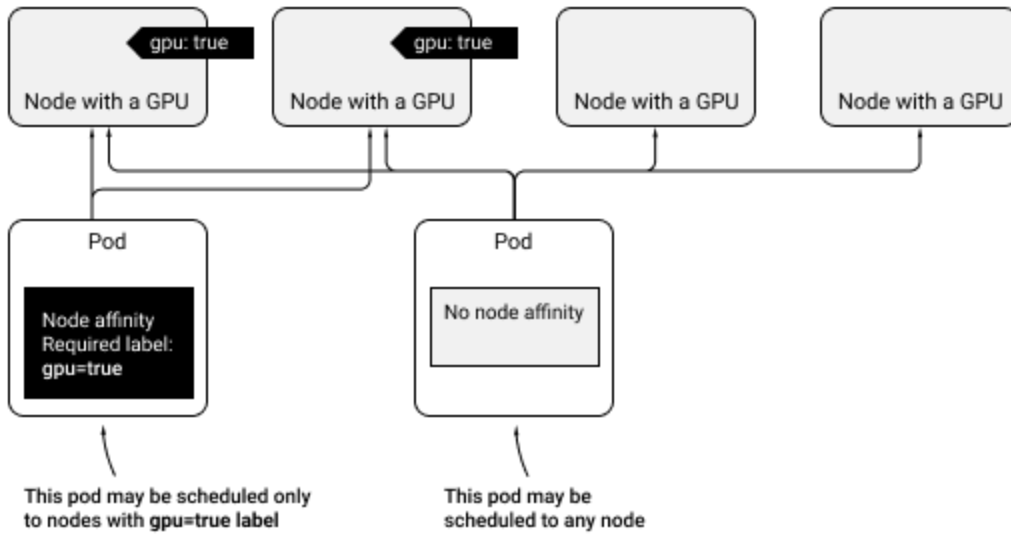 gpu: true
gpu: true
Node with a GPU
Node with a GPU
Node with a GPU
Node with a GPU
Pod
Node affinity
Required label:
gpu=true
Pod
No node affinity
This pod may be scheduled only
to nodes with gpu=true label
This pod may be
scheduled to any node